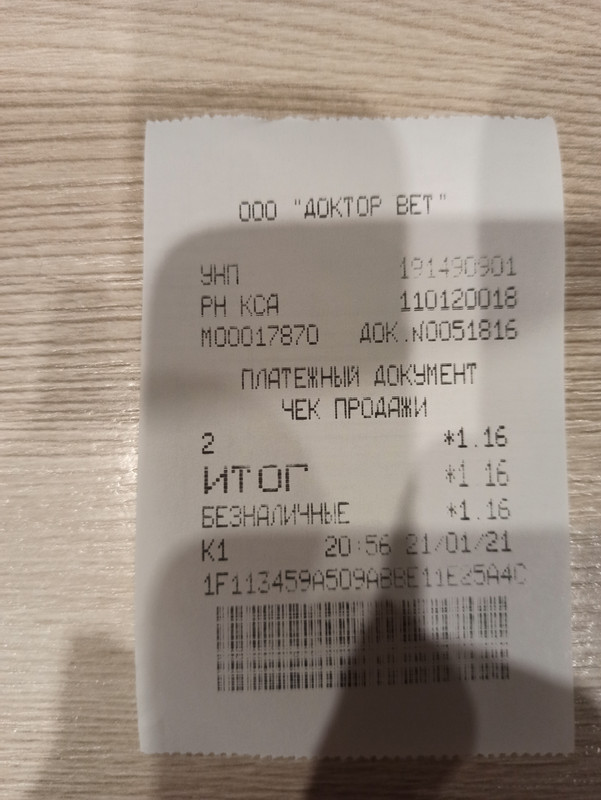 ООО "ДОКТОР ВЕТ"
УНП 191490901
РН КСА 110120018
М00017870 ДОК.N0051816
ПЛАТЕЖНЫЙ ДОКУМЕНТ
ЧЕК ПРОДАЖИ
2 *1.16
ИТОГ *1 16
БЕЗНАЛИЧНЫЕ *1.16
К1 20:56 21/01/21